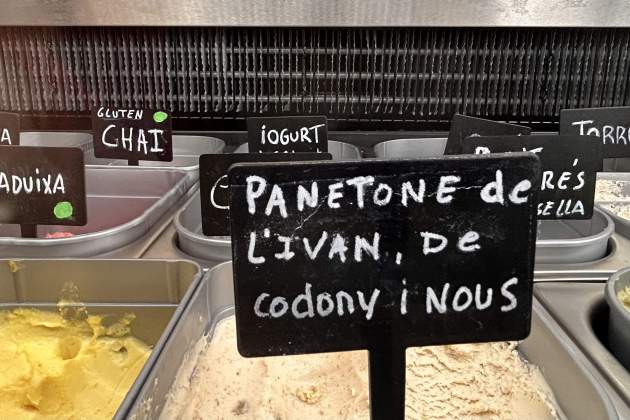 GLUTEN
CHAI
IOGURT
TORR
ADUIXA
RÉS
SELLA
PANETONE de
L'IVAN, De
codony i NOUS